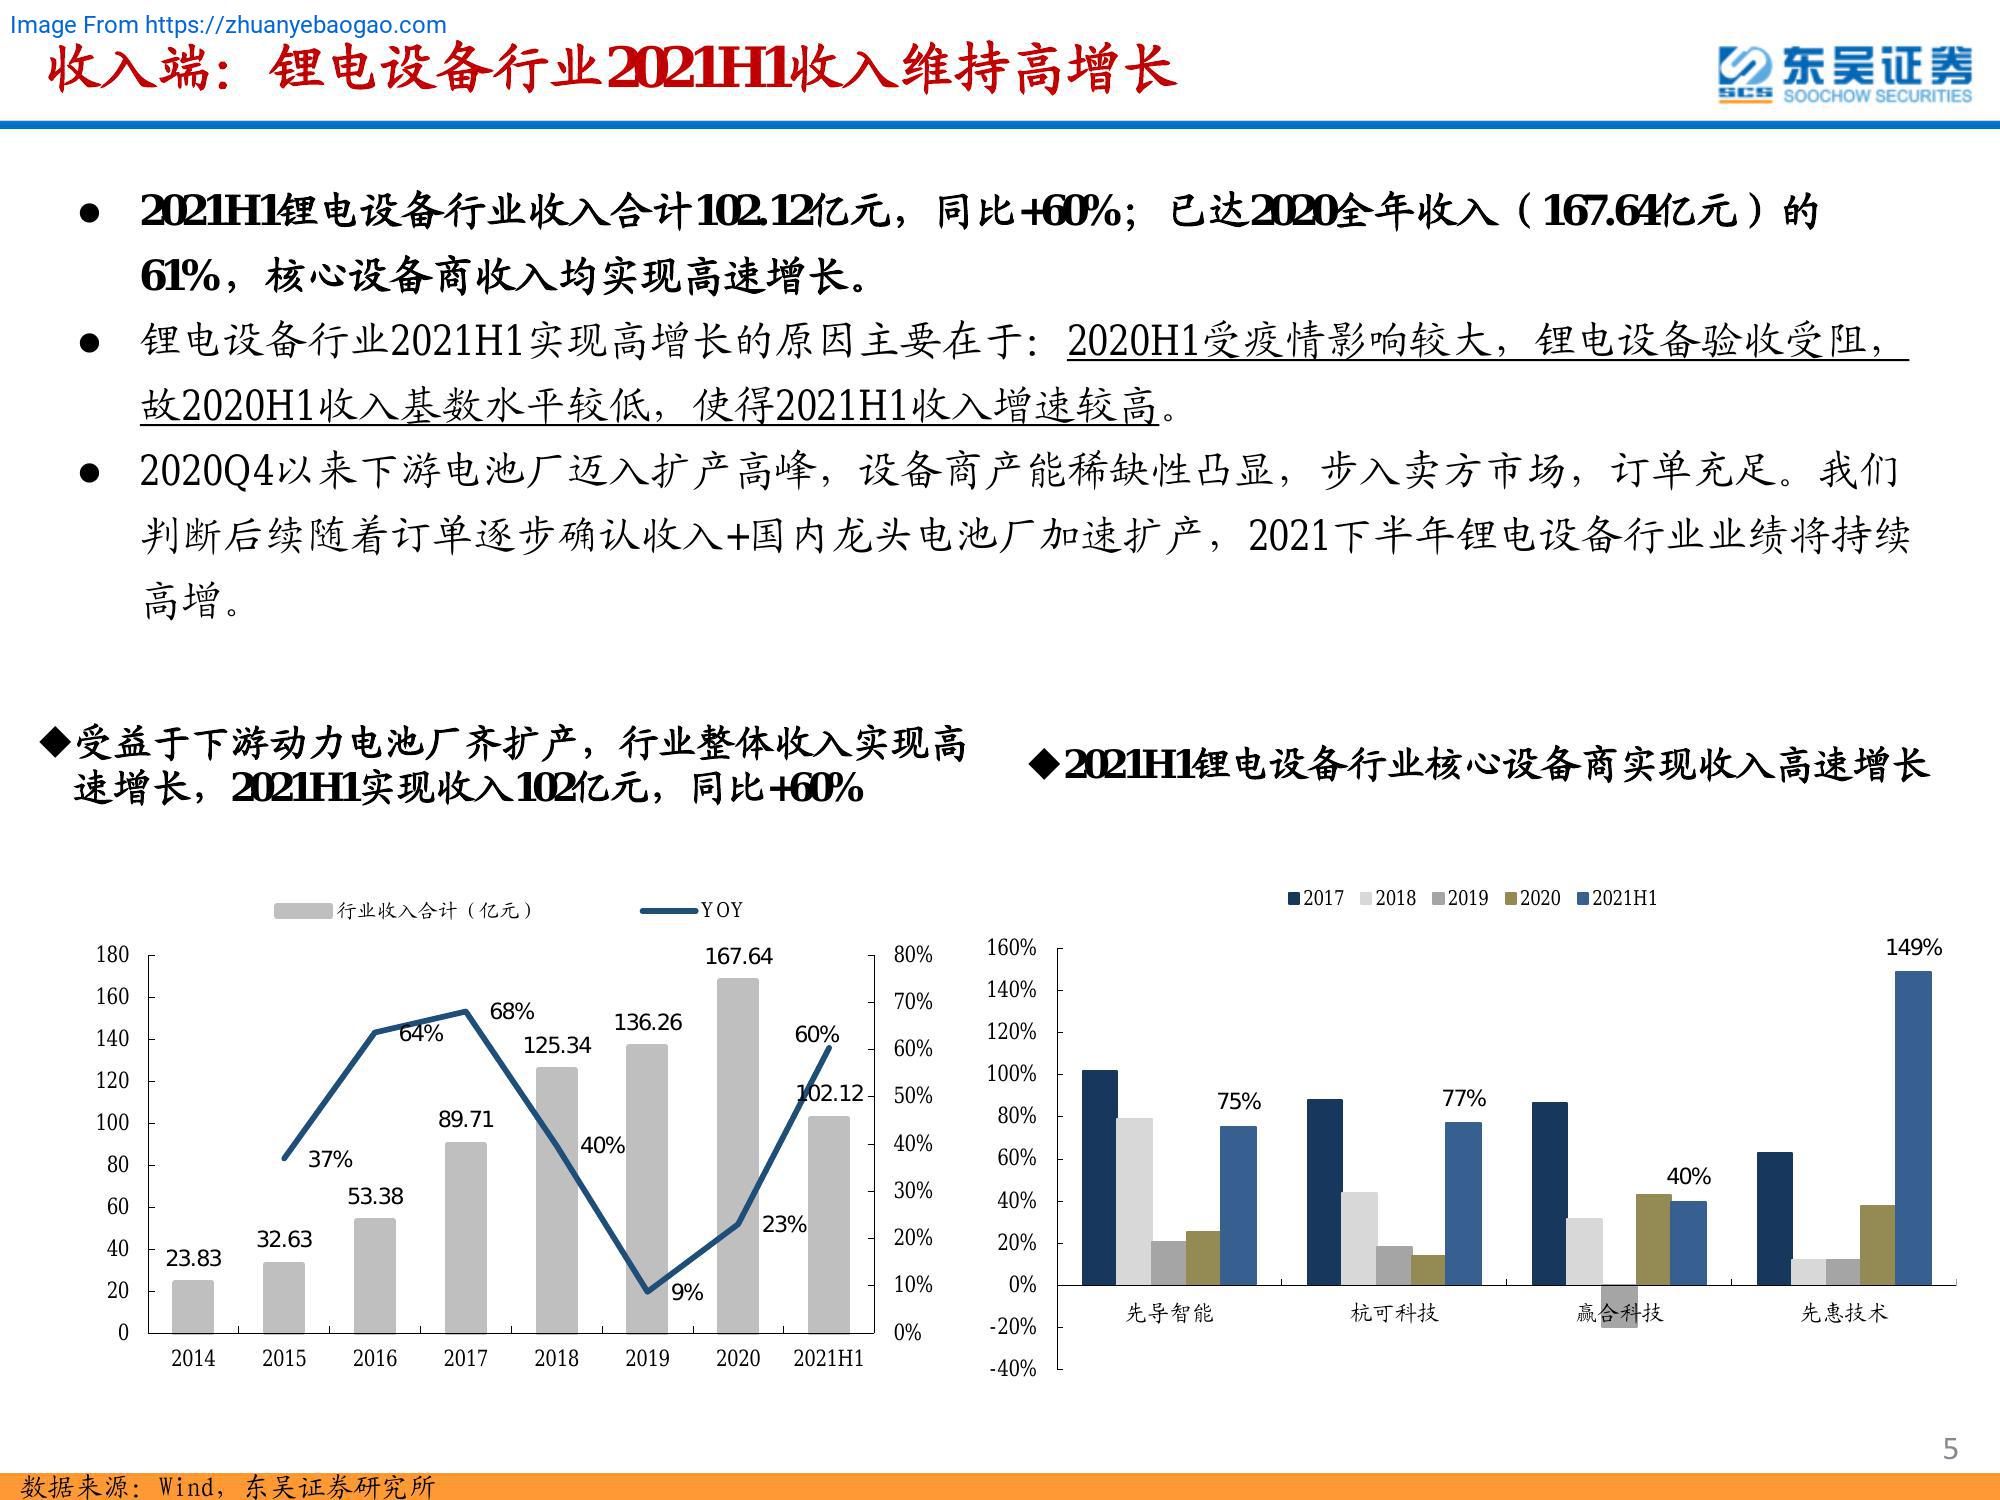 Image From https://zhuanyebaogao.com
收入端：锂电设备行业2021H1收入维持高增长
东吴证券
SCS
SOOCHOW SECURITIES
● 2021H1锂电设备行业收入合计102.12亿元，同比+60%；已达2020全年收入（167.64亿元）的
61%，核心设备商收入均实现高速增长。
● 锂电设备行业2021H1实现高增长的原因主要在于：2020H1受疫情影响较大，锂电设备验收受阻，
故2020H1收入基数水平较低，使得2021H1收入增速较高。
● 2020Q4以来下游电池厂迈入扩产高峰，设备商产能稀缺性凸显，步入卖方市场，订单充足。我们
判断后续随着订单逐步确认收入+国内龙头电池厂加速扩产，2021下半年锂电设备行业业绩将持续
高增。
◆受益于下游动力电池厂齐扩产，行业整体收入实现高
速增长，2021H1实现收入102亿元，同比+60%
行业收入合计（亿元） YOY
180
160
140
120
100
80
60
40
20
0
80%
70%
60%
50%
40%
30%
20%
10%
0%
23.83
32.63
53.38
89.71
125.34
136.26
167.64
102.12
37%
64%
68%
40%
9%
23%
60%
2014 2015 2016 2017 2018 2019 2020 2021H1
◆2021H1锂电设备行业核心设备商实现收入高速增长
2017 2018 2019 2020 2021H1
160%
140%
120%
100%
80%
60%
40%
20%
0%
-20%
-40%
75%
77%
40%
149%
先导智能 杭可科技 赢合科技 先惠技术
5
数据来源：Wind，东吴证券研究所